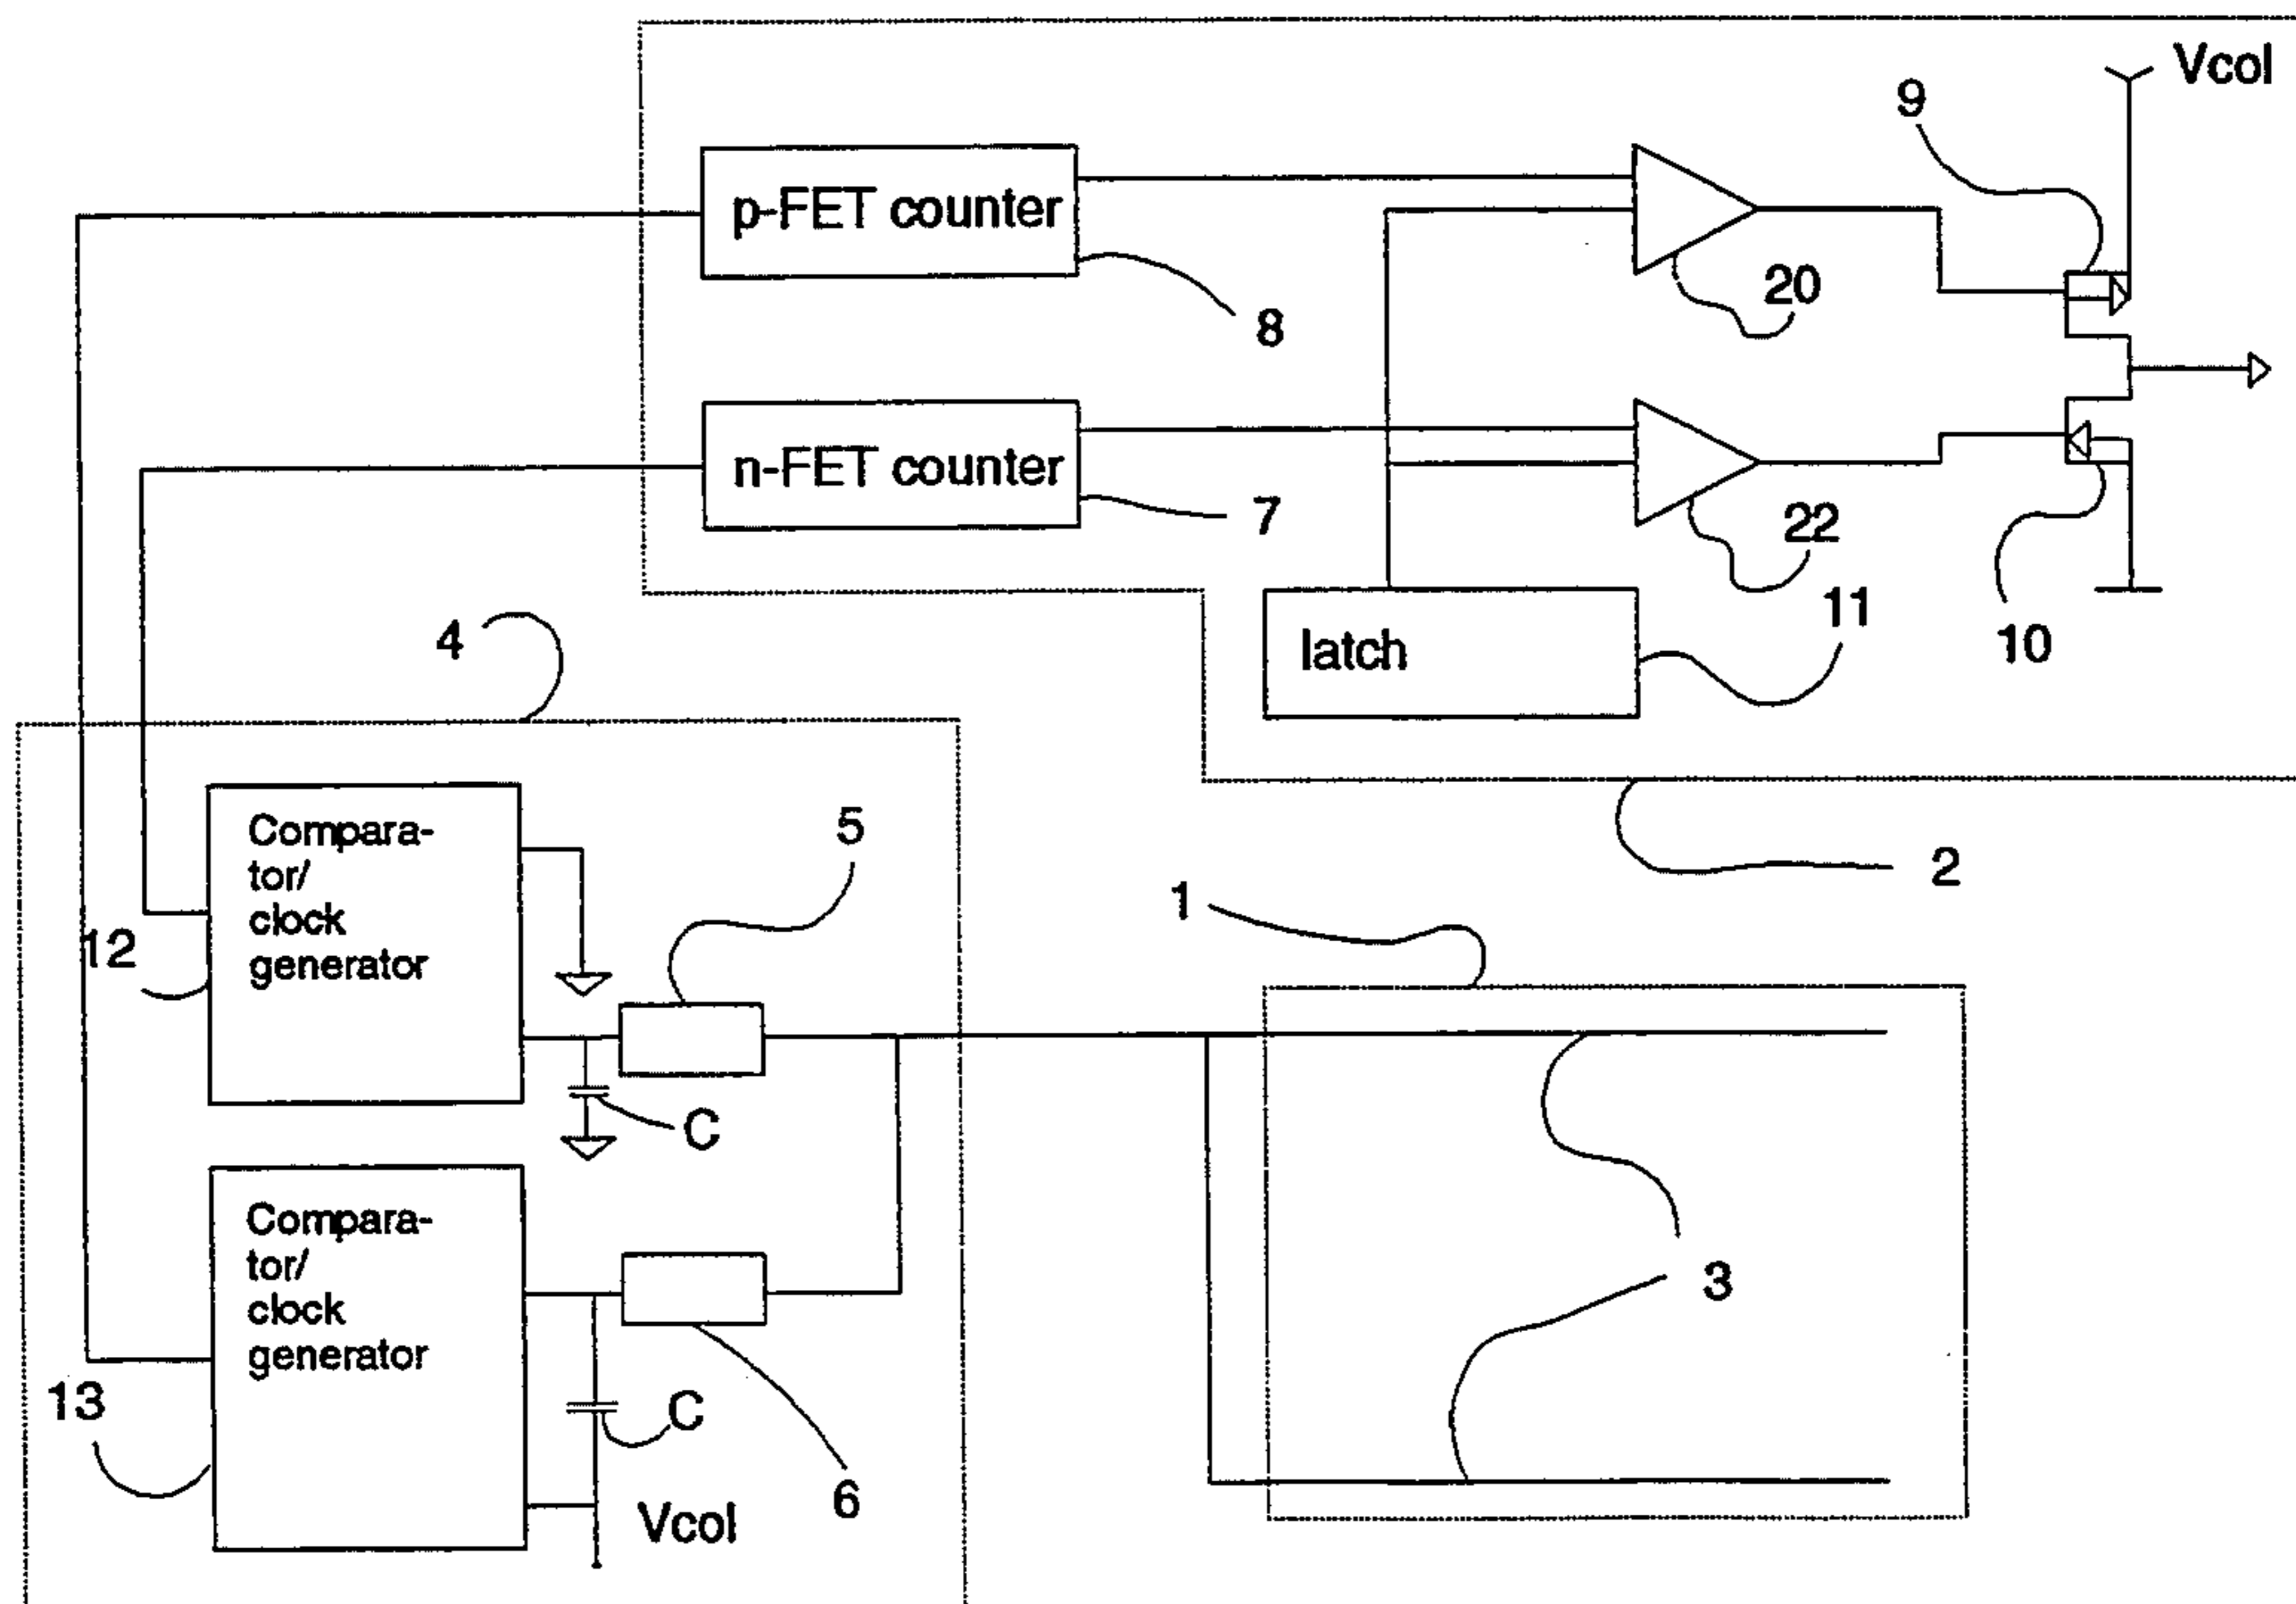 Vcol
9
p-FET counter
20
8
n-FET counter
7
22
11
10
latch
4
Compara-
tor/
clock
generator
12
5
2
1
C
Compara-
tor/
clock
generator
3
13
C
6
Vcol